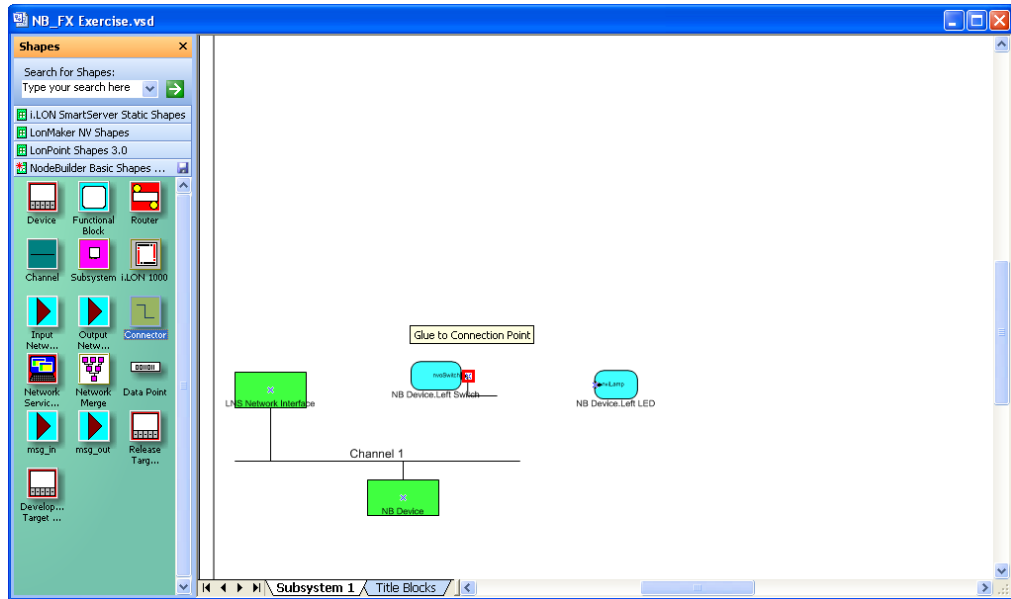 NB_FX Exercise.vsd
Shapes
Search for Shapes:
Type your search here
i.LON SmartServer Static Shapes
LonMaker NV Shapes
LonPoint Shapes 3.0
NodeBuilder Basic Shapes ...
Device
Functional Block
Router
Channel
Subsystem
i.LON 1000
Input Netw...
Output Netw...
Connector
Network Servic...
Network Merge
Data Point
msg_in
msg_out
Release Targ...
Develop... Target ...
Glue to Connection Point
nvoSwitch
NB Device.Left Switch
nviLamp
NB Device.Left LED
LNS Network Interface
Channel 1
NB Device
Subsystem 1
Title Blocks